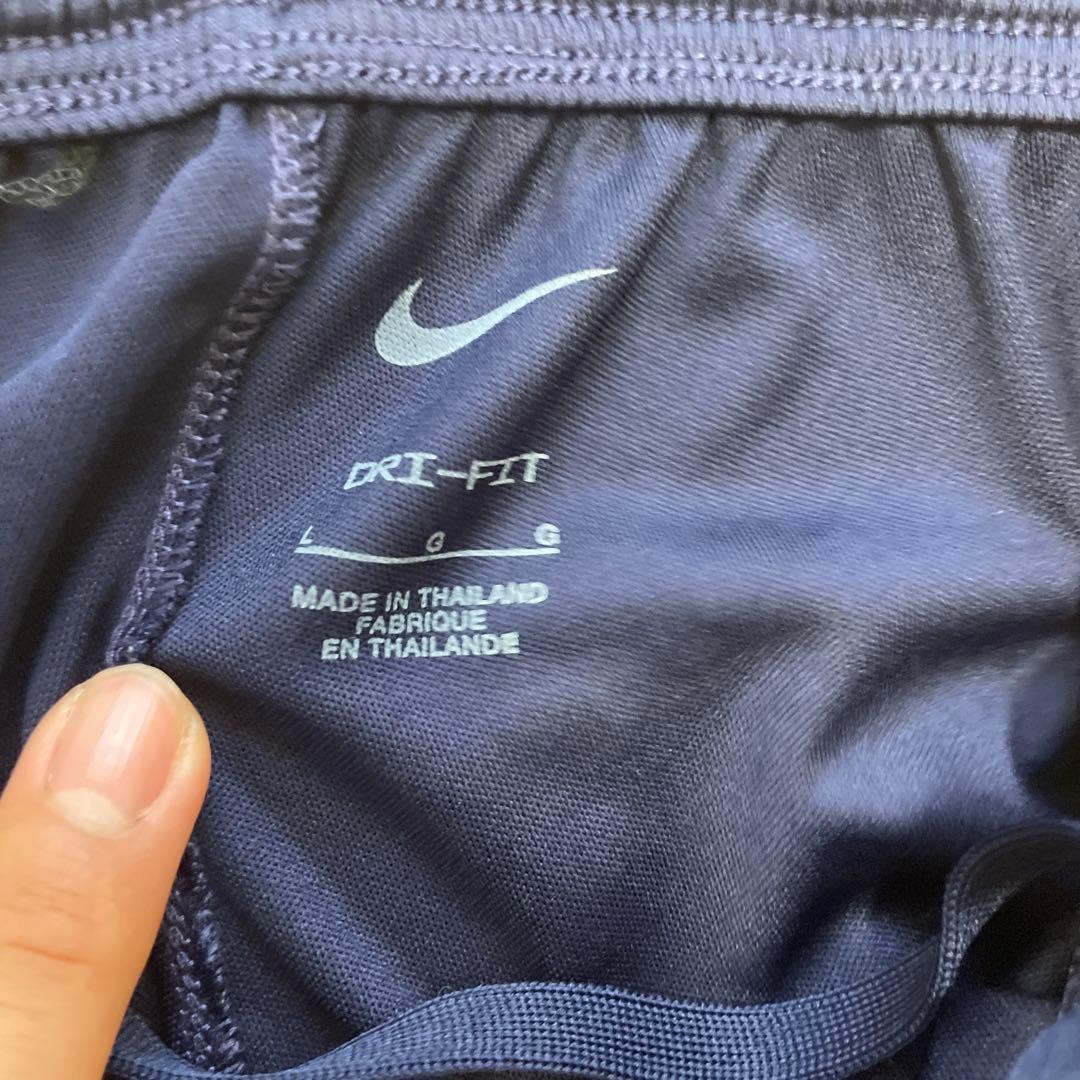 DRI-FIT
L G G
MADE IN THAILAND
FABRIQUE
EN THAILANDE